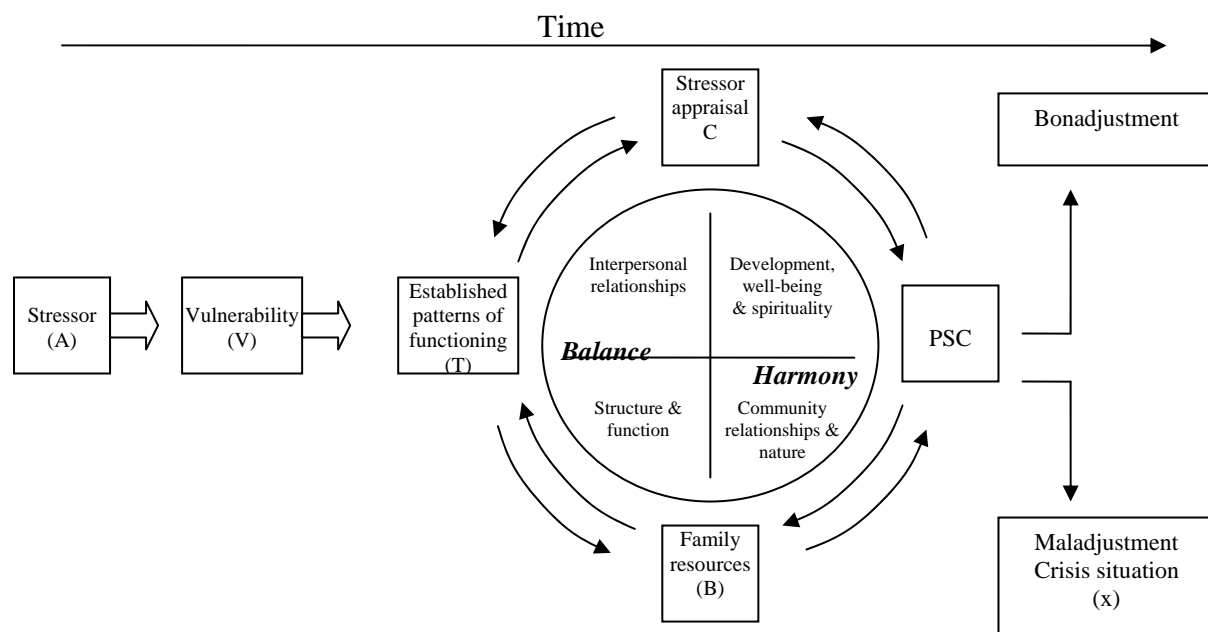 Time
Stressor
appraisal
C
Bonadjustment
Interpersonal
relationships
Development,
well-being
& spirituality
Stressor
(A)
Vulnerability
(V)
Established
patterns of
functioning
(T)
PSC
Balance
Harmony
Structure &
function
Community
relationships &
nature
Family
resources
(B)
Maladjustment
Crisis situation
(x)